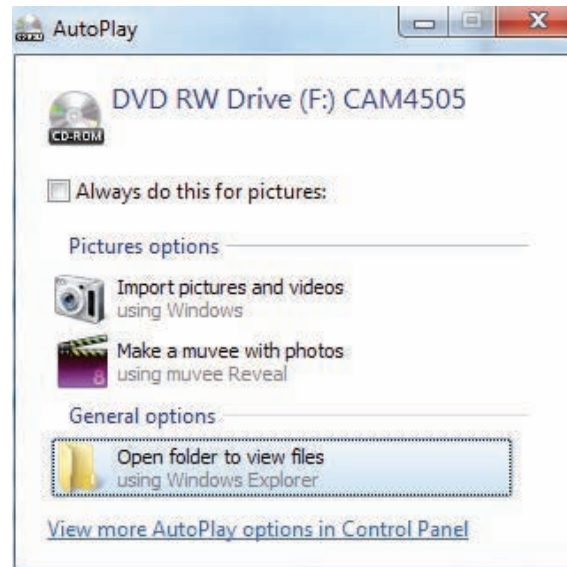 AutoPlay
DVD RW Drive (F:) CAM4505
CD-ROM
Always do this for pictures:
Pictures options
Import pictures and videos
using Windows
Make a muvee with photos
8
using muvee Reveal
General options
Open folder to view files
using Windows Explorer
View more AutoPlay options in Control Panel